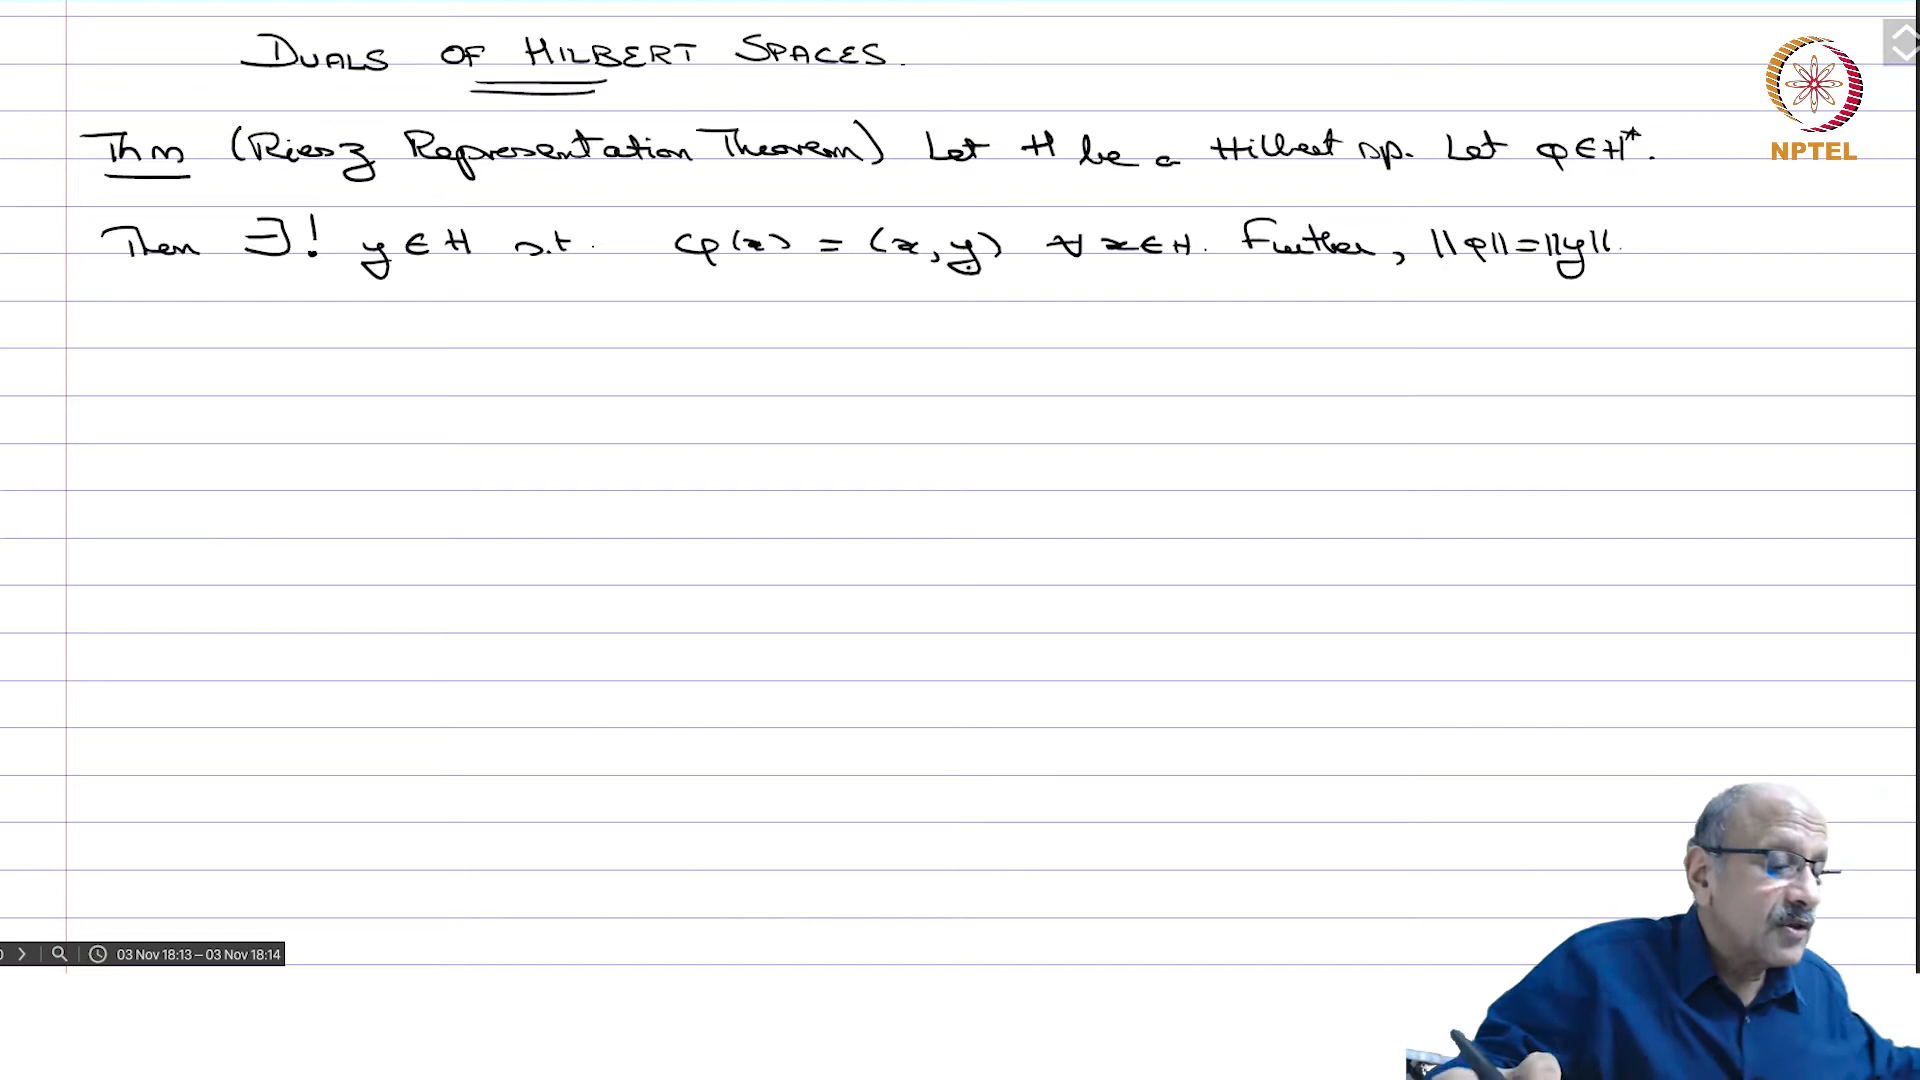 DUALS OF HILBERT SPACES.
NPTEL
Thm (Riesz Representation Theorem) Let H be a Hilbert sp. Let φ ∈ H*.
Then ∃! y ∈ H s.t. φ(x) = (x, y) ∀ x ∈ H. Further, ||φ|| = ||y||.
03 Nov 18:13 – 03 Nov 18:14